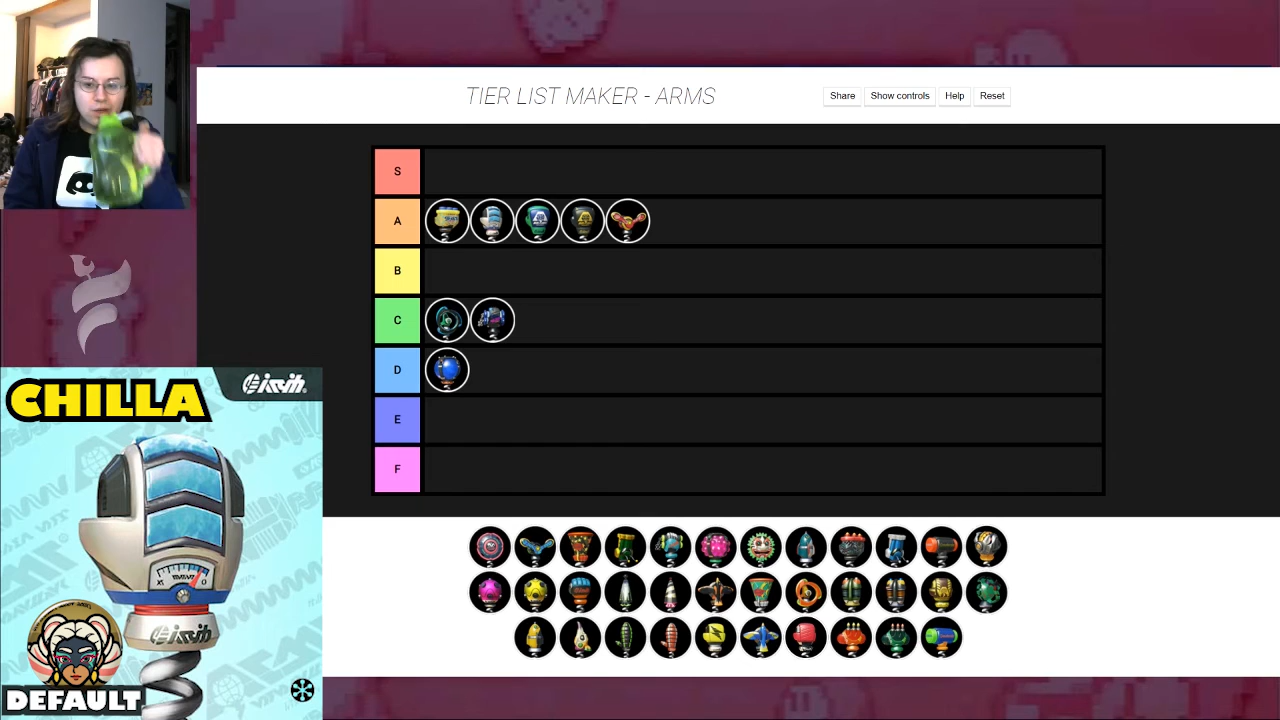 TIER LIST MAKER - ARMS
Share
Show controls
Help
Reset
S
A
B
C
D
E
F
CHILLA
DEFAULT